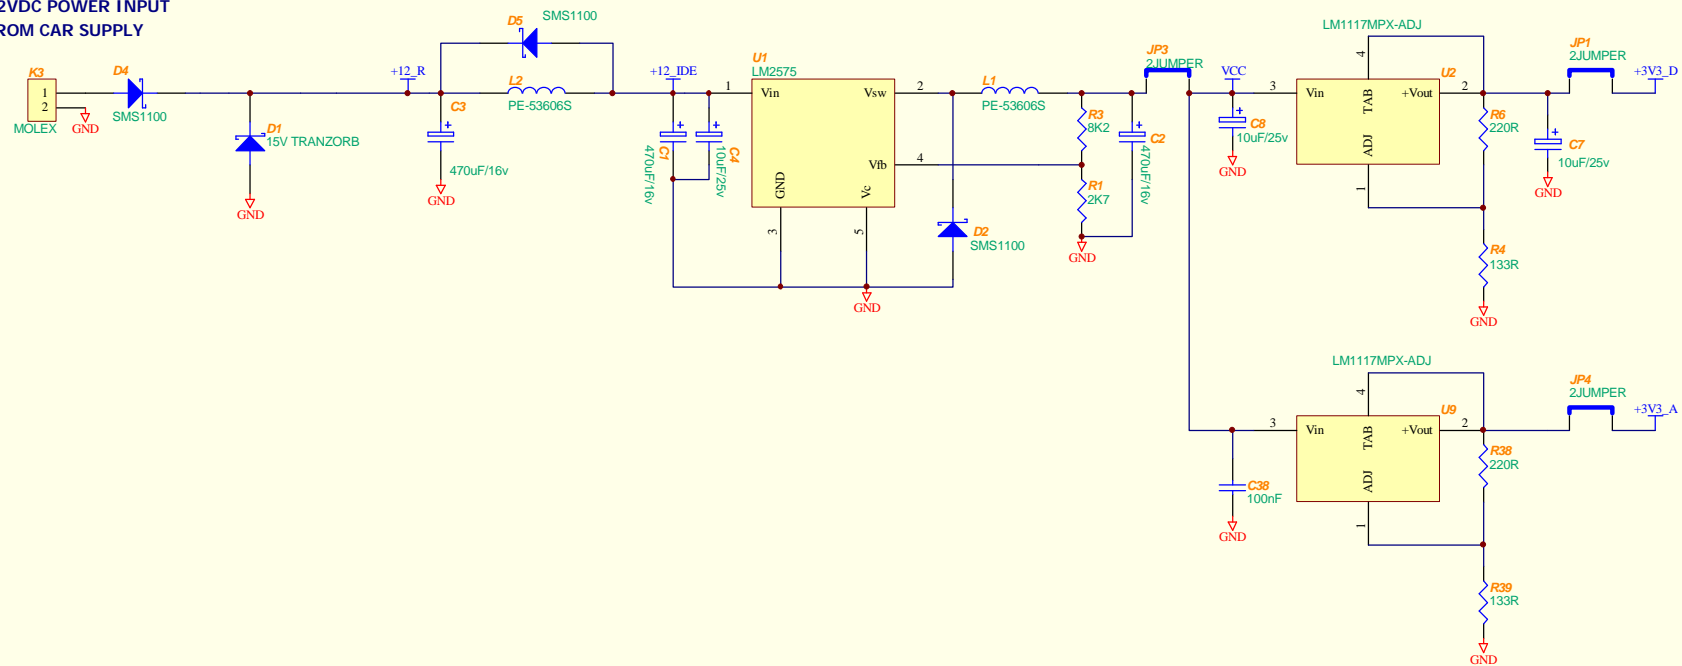 2VDC POWER INPUT
ROM CAR SUPPLY
K3
1
2
MOLEX
GND
D4
SMS1100
D1
15V TRANZORB
GND
+12_R
C3
470uF/16v
GND
D5
SMS1100
L2
PE-53606S
+12_IDE
C1
470uF/16v
C4
10uF/25v
U1
LM2575
1
Vin
Vsw
2
Vfb
4
GND
3
Vc
5
GND
D2
SMS1100
L1
PE-53606S
R3
8K2
R1
2K7
GND
C2
470uF/16v
JP3
2JUMPER
VCC
C8
10uF/25v
GND
LM1117MPX-ADJ
U2
3
Vin
TAB
4
+Vout
2
ADJ
1
R6
220R
R4
133R
GND
C7
10uF/25v
GND
JP1
2JUMPER
+3V3_D
LM1117MPX-ADJ
U9
3
Vin
TAB
4
+Vout
2
ADJ
1
C38
100nF
GND
R38
220R
R39
133R
GND
JP4
2JUMPER
+3V3_A